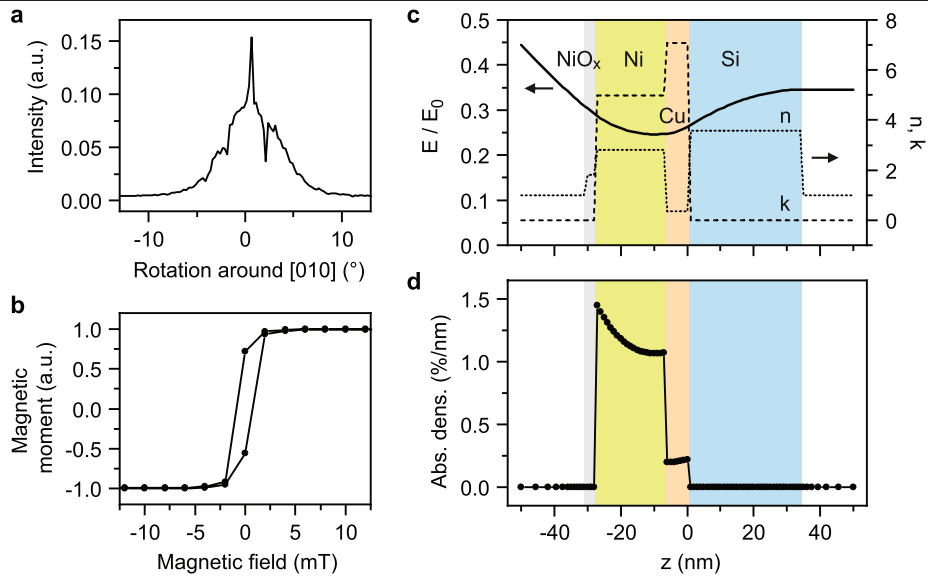 a
Intensity (a.u.)
0.15
0.10
0.05
0.00
-10 0 10
Rotation around [010] (°)
b
Magnetic
moment (a.u.)
1.0
0.5
0.0
-0.5
-1.0
-10 -5 0 5 10
Magnetic field (mT)
c
E / E0
0.5
0.4
0.3
0.2
0.1
0.0
NiOx Ni Cu Si
n
k
8
6
4
2
0
n, k
d
Abs. dens. (%/nm)
1.5
1.0
0.5
0.0
-40 -20 0 20 40
z (nm)